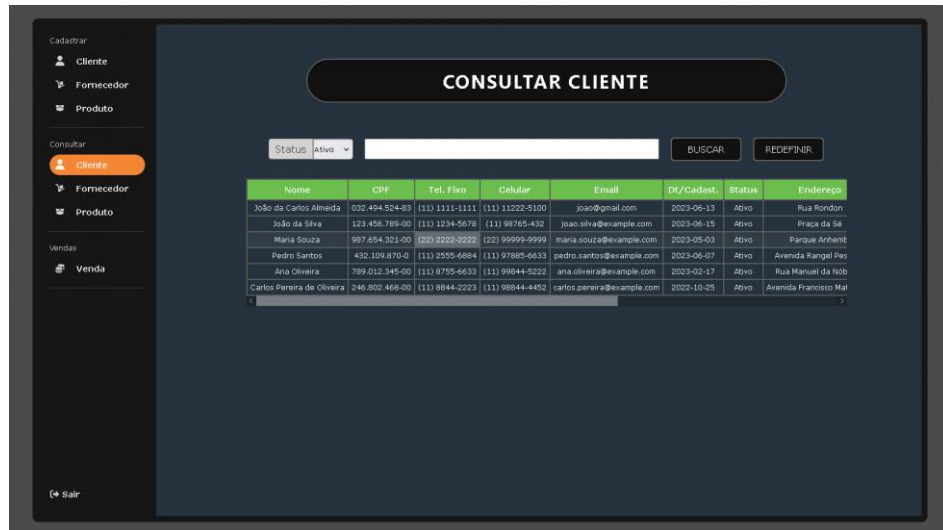 Cadastrar
Cliente
Fornecedor
Produto
Consultar
Cliente
Fornecedor
Produto
Vendas
Venda
Sair
CONSULTAR CLIENTE
Status Ativo BUSCAR REDEFINIR
Nome CPF Tel. Fixo Celular Email Dt/Cadast. Status Endereço
João da Carlos Almeida 032.494.524-83 (11) 1111-1111 (11) 11222-5100 joao@gmail.com 2023-06-13 Ativo Rua Rondon
João da Silva 123.456.789-00 (11) 1234-5678 (11) 98765-432 joao.silva@example.com 2023-06-15 Ativo Praça da Sé
Maria Souza 987.654.321-00 (22) 2222-2222 (22) 99999-9999 maria.souza@example.com 2023-05-03 Ativo Parque Anhemb
Pedro Santos 432.109.870-0 (11) 2555-6884 (11) 97885-6633 pedro.santos@example.com 2023-06-07 Ativo Avenida Rangel Pes
Ana Oliveira 789.012.345-00 (11) 8755-6633 (11) 99844-5222 ana.oliveira@example.com 2023-02-17 Ativo Rua Manuel da Nób
Carlos Pereira de Oliveira 246.802.468-00 (11) 8844-2223 (11) 98844-4452 carlos.pereira@example.com 2022-10-25 Ativo Avenida Francisco Mat